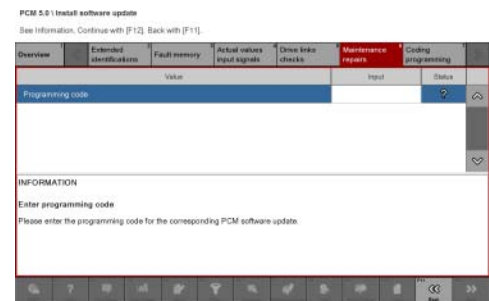 PCM 5.0 \ Install software update
See Information. Continue with [F12]. Back with [F11].
Overview
Extended identifications
Fault memory
Actual values input signals
Drive links checks
Maintenance repairs
Coding programming
Value
Input
Status
Programming code
?
INFORMATION
Enter programming code
Please enter the programming code for the corresponding PCM software update.
?